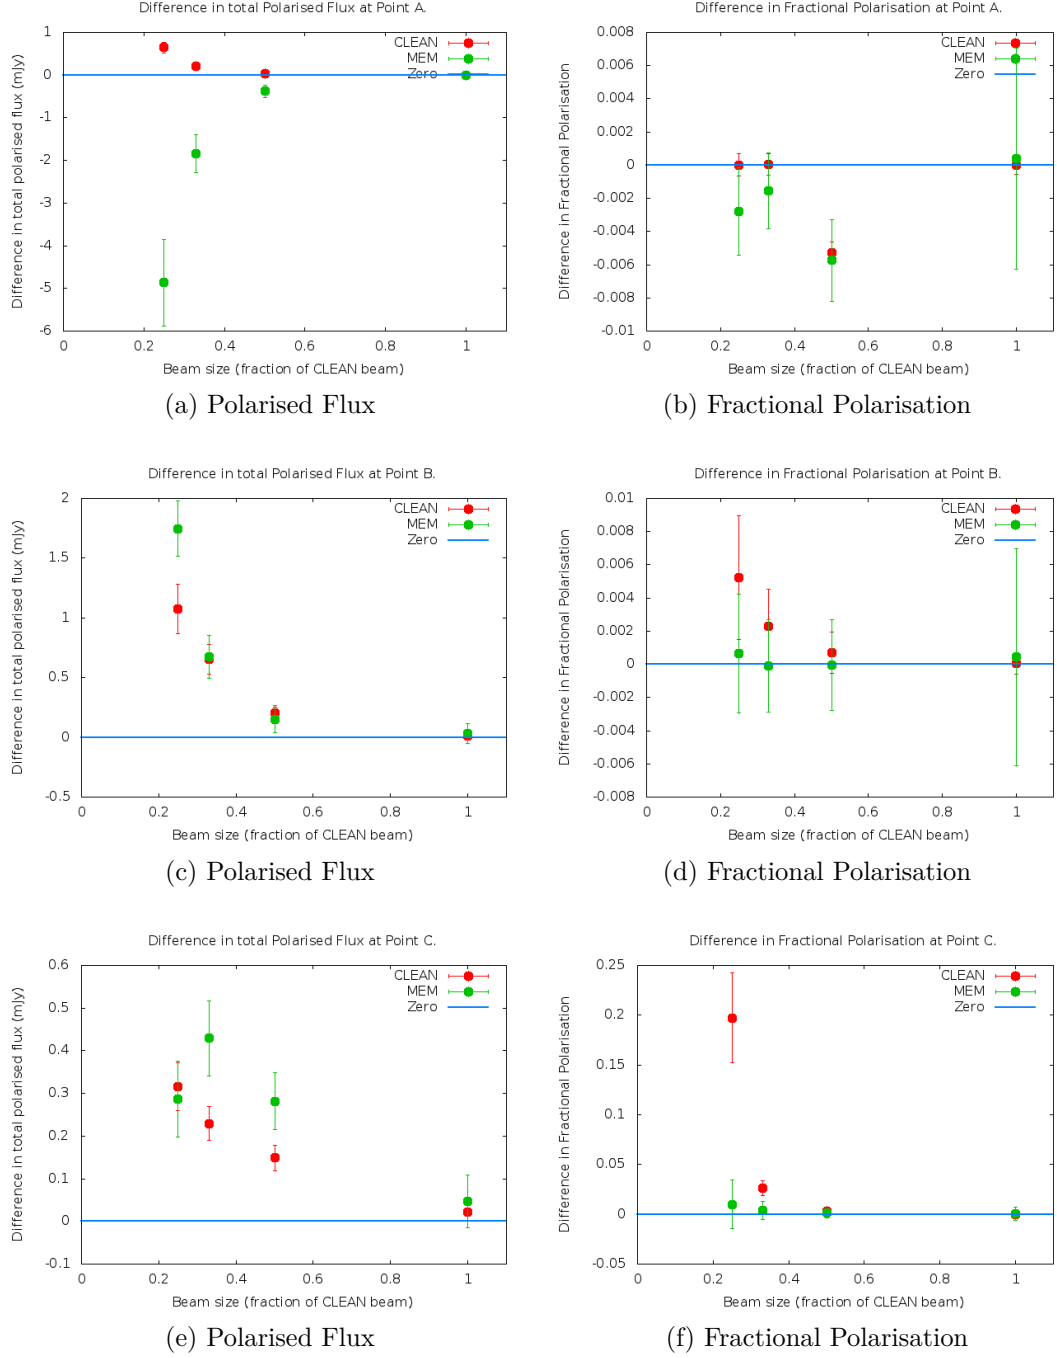 Difference in total Polarised Flux at Point A.
Difference in total polarised flux (mJy)
1
0
-1
-2
-3
-4
-5
-6
CLEAN
MEM
Zero
0 0.2 0.4 0.6 0.8 1
Beam size (fraction of CLEAN beam)
(a) Polarised Flux
Difference in Fractional Polarisation at Point A.
Difference in Fractional Polarisation
0.008
0.006
0.004
0.002
0
-0.002
-0.004
-0.006
-0.008
-0.01
CLEAN
MEM
Zero
0 0.2 0.4 0.6 0.8 1
Beam size (fraction of CLEAN beam)
(b) Fractional Polarisation
Difference in total Polarised Flux at Point B.
Difference in total polarised flux (mJy)
2
1.5
1
0.5
0
-0.5
CLEAN
MEM
Zero
0 0.2 0.4 0.6 0.8 1
Beam size (fraction of CLEAN beam)
(c) Polarised Flux
Difference in Fractional Polarisation at Point B.
Difference in Fractional Polarisation
0.01
0.008
0.006
0.004
0.002
0
-0.002
-0.004
-0.006
-0.008
CLEAN
MEM
Zero
0 0.2 0.4 0.6 0.8 1
Beam size (fraction of CLEAN beam)
(d) Fractional Polarisation
Difference in total Polarised Flux at Point C.
Difference in total polarised flux (mJy)
0.6
0.5
0.4
0.3
0.2
0.1
0
-0.1
CLEAN
MEM
Zero
0 0.2 0.4 0.6 0.8 1
Beam size (fraction of CLEAN beam)
(e) Polarised Flux
Difference in Fractional Polarisation at Point C.
Difference in Fractional Polarisation
0.25
0.2
0.15
0.1
0.05
0
-0.05
CLEAN
MEM
Zero
0 0.2 0.4 0.6 0.8 1
Beam size (fraction of CLEAN beam)
(f) Fractional Polarisation